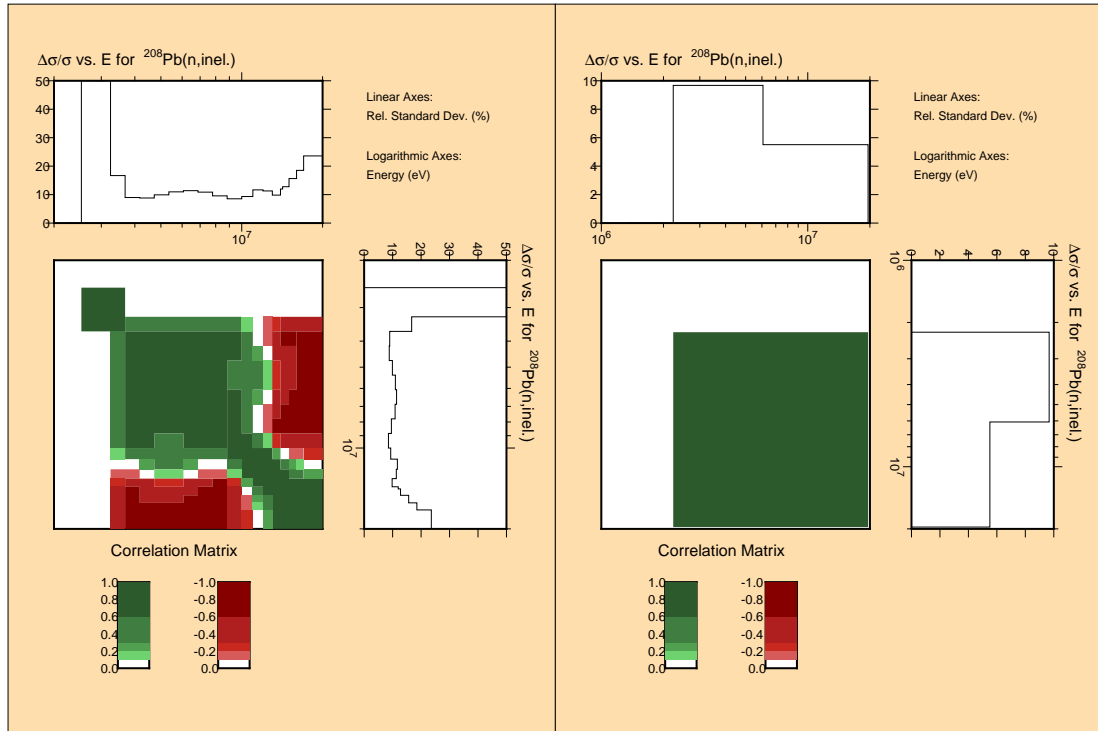 Δσ/σ vs. E for ²⁰⁸Pb(n,inel.)
50
40
30
20
10
0
10⁷
Linear Axes:
Rel. Standard Dev. (%)
Logarithmic Axes:
Energy (eV)
0 10 20 30 40 50
10⁷
Δσ/σ vs. E for ²⁰⁸Pb(n,inel.)
Correlation Matrix
1.0 -1.0
0.8 -0.8
0.6 -0.6
0.4 -0.4
0.2 -0.2
0.0 0.0
Δσ/σ vs. E for ²⁰⁸Pb(n,inel.)
10
8
6
4
2
0
10⁶ 10⁷
Linear Axes:
Rel. Standard Dev. (%)
Logarithmic Axes:
Energy (eV)
0 2 4 6 8 10
10⁶
10⁷
Δσ/σ vs. E for ²⁰⁸Pb(n,inel.)
Correlation Matrix
1.0 -1.0
0.8 -0.8
0.6 -0.6
0.4 -0.4
0.2 -0.2
0.0 0.0